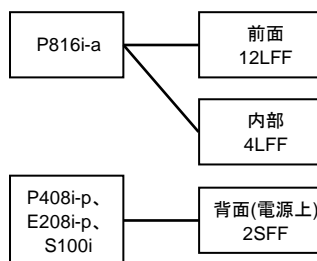 P816i-a
前面
12LFF
内部
4LFF
P408i-p、
E208i-p、
S100i
背面(電源上)
2SFF